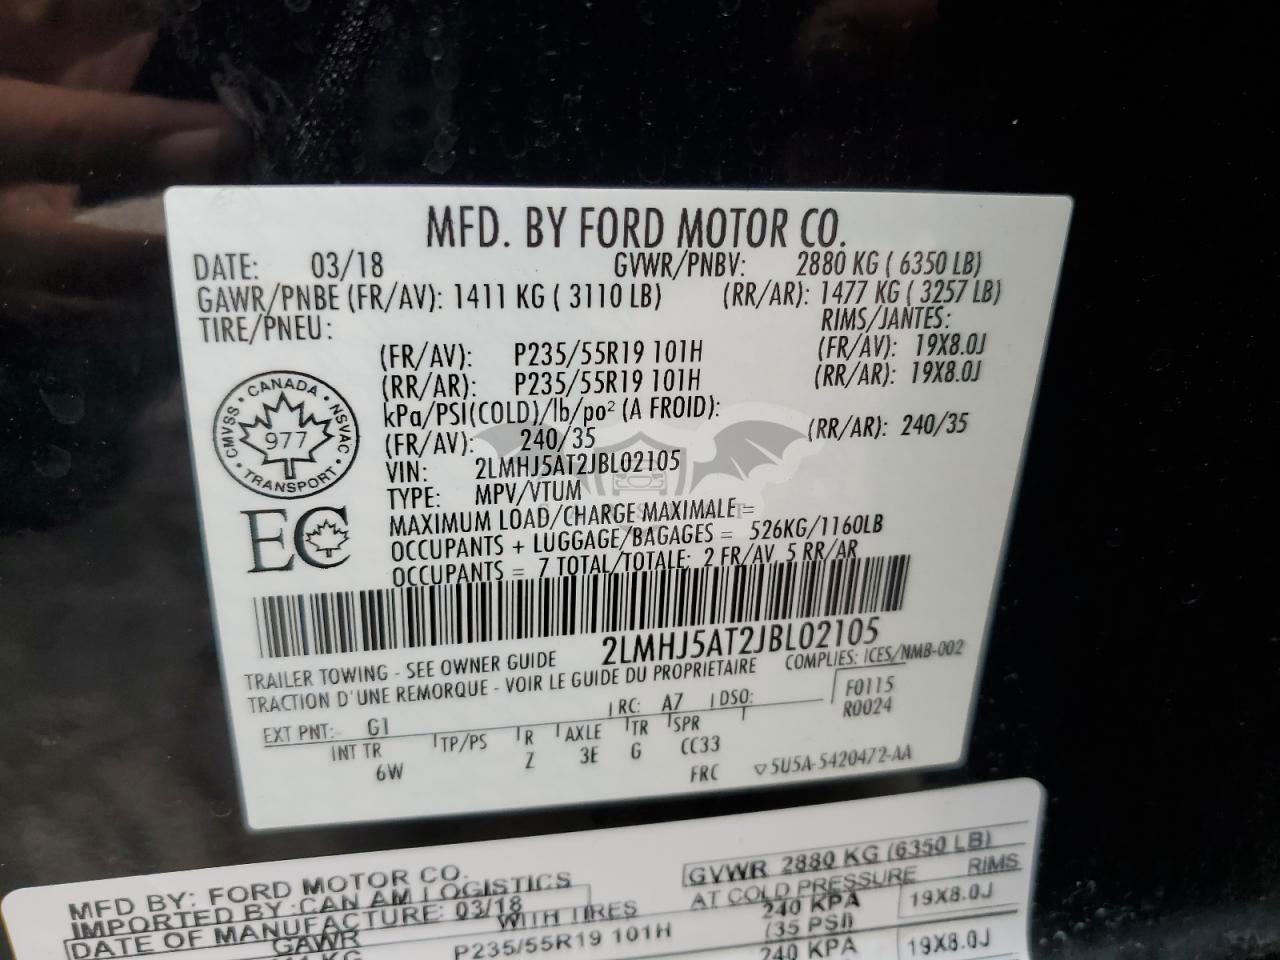 MFD. BY FORD MOTOR CO.
DATE: 03/18 GVWR/PNBV: 2880 KG ( 6350 LB)
GAWR/PNBE (FR/AV): 1411 KG ( 3110 LB) (RR/AR): 1477 KG ( 3257 LB)
TIRE/PNEU: RIMS/JANTES:
(FR/AV): P235/55R19 101H (FR/AV): 19X8.0J
(RR/AR): P235/55R19 101H (RR/AR): 19X8.0J
kPa/PSI(COLD)/lb/po² (A FROID):
(FR/AV): 240/35 (RR/AR): 240/35
VIN: 2LMHJ5AT2JBL02105
TYPE: MPV/VTUM
MAXIMUM LOAD/CHARGE MAXIMALE=
OCCUPANTS + LUGGAGE/BAGAGES = 526KG/1160LB
OCCUPANTS = 7 TOTAL/TOTALE: 2 FR/AV, 5 RR/AR
CANADA
CMVSS · NSVAC
977
TRANSPORT
EC
2LMHJ5AT2JBL02105
TRAILER TOWING - SEE OWNER GUIDE COMPLIES: ICES/NMB-002
TRACTION D'UNE REMORQUE - VOIR LE GUIDE DU PROPRIETAIRE
EXT PNT: G1 RC: A7 DSO: F0115
R0024
INT TR TP/PS R AXLE TR SPR
6W Z 3E G CC33
FRC ▽5U5A-5420472-AA
MFD BY: FORD MOTOR CO. GVWR 2880 KG (6350 LB)
IMPORTED BY :CAN AM LOGISTICS AT COLD PRESSURE RIMS
DATE OF MANUFACTURE: 03/18 240 KPA 19X8.0J
GAWR WITH TIRES (35 PSI)
KG P235/55R19 101H 240 KPA 19X8.0J